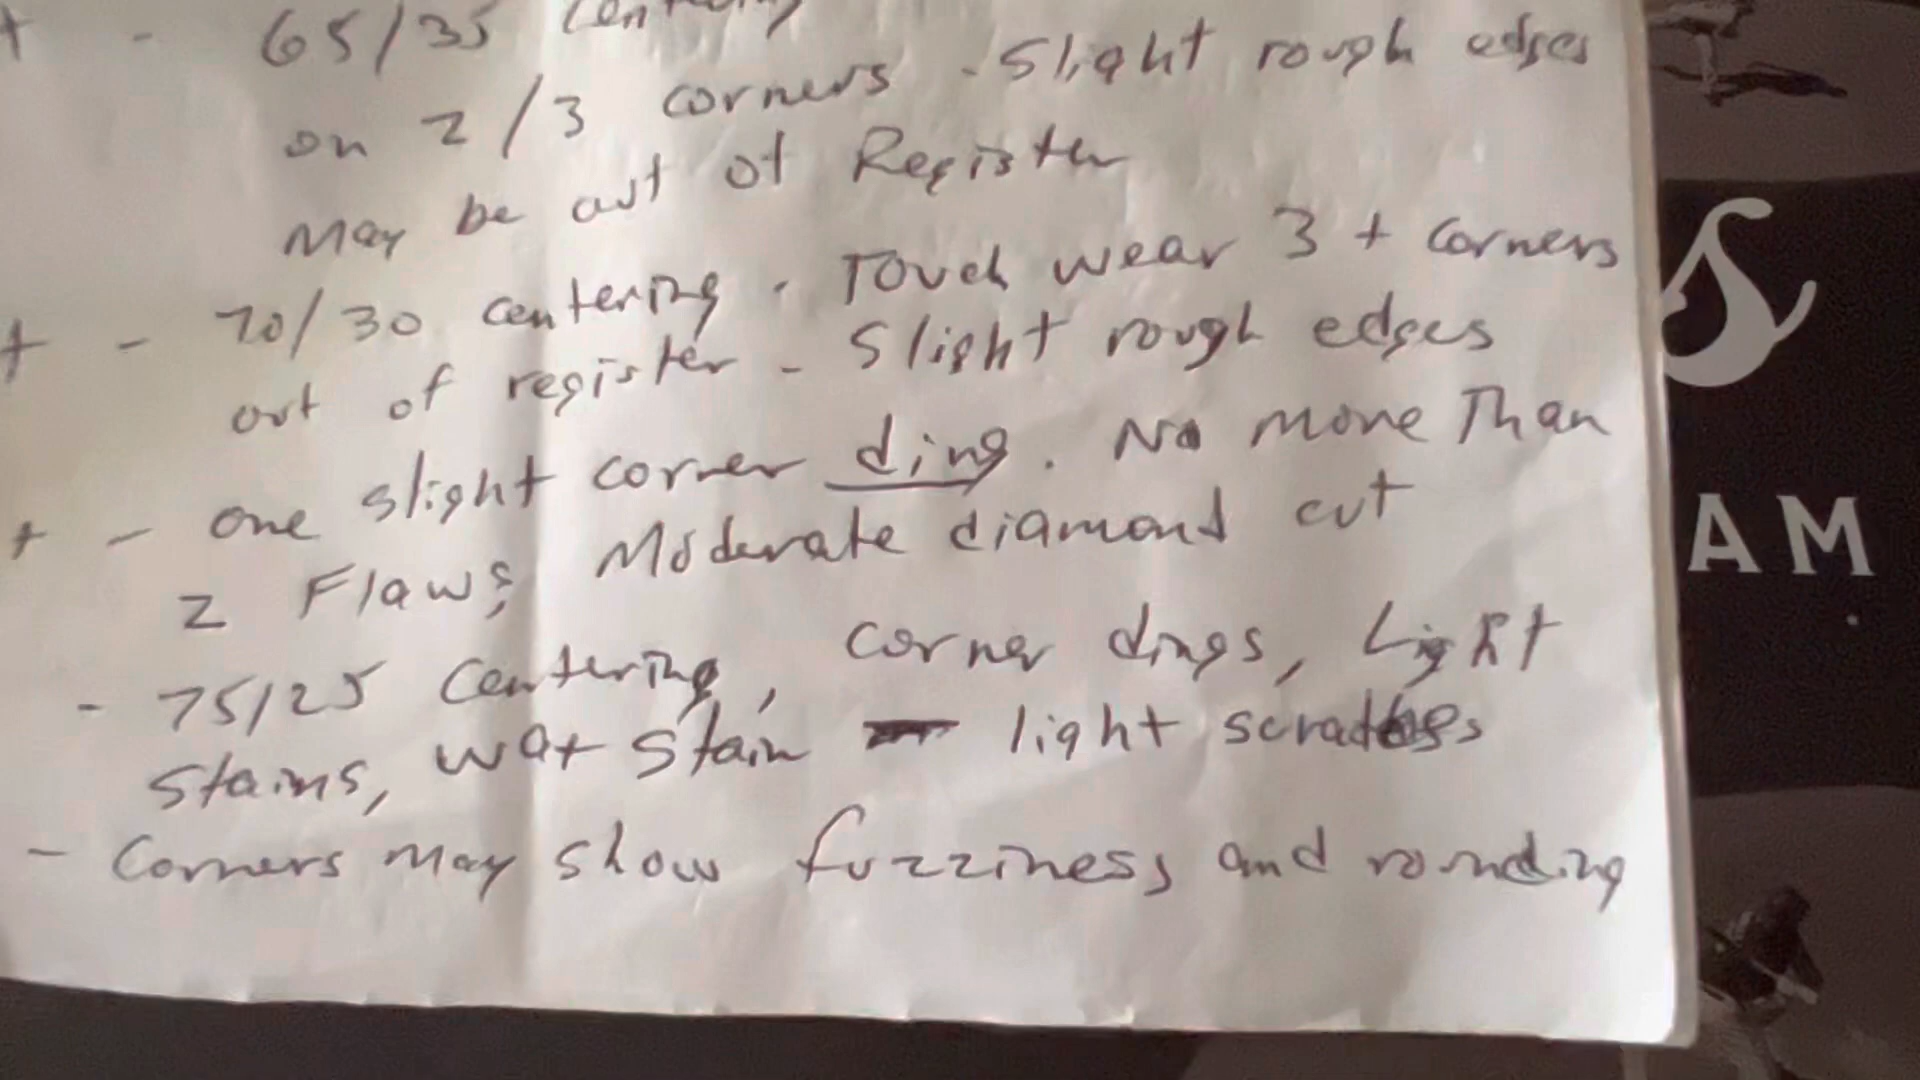 + - 65/35 centering
on 2/3 corners - Slight rough edges
May be out of Register
+ - 70/30 centering . Touch wear 3 + corners
out of register - Slight rough edges
+ - one slight corner ding. No more Than
2 Flaws, Moderate diamond cut
- 75/25 Centering, corner dings, Light
Stains, wax Stain light scratches
- Corners may show fuzziness and rounding
AM